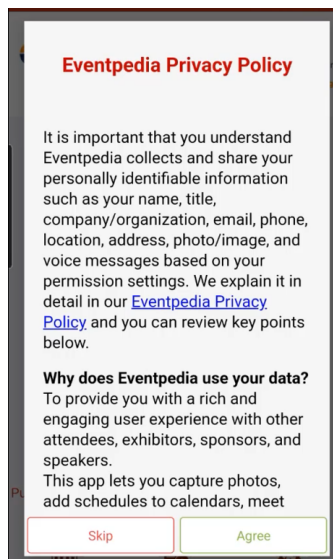 Eventpedia Privacy Policy
It is important that you understand
Eventpedia collects and share your
personally identifiable information
such as your name, title,
company/organization, email, phone,
location, address, photo/image, and
voice messages based on your
permission settings. We explain it in
detail in our Eventpedia Privacy
Policy and you can review key points
below.
Why does Eventpedia use your data?
To provide you with a rich and
engaging user experience with other
attendees, exhibitors, sponsors, and
speakers.
This app lets you capture photos,
add schedules to calendars, meet
Skip
Agree